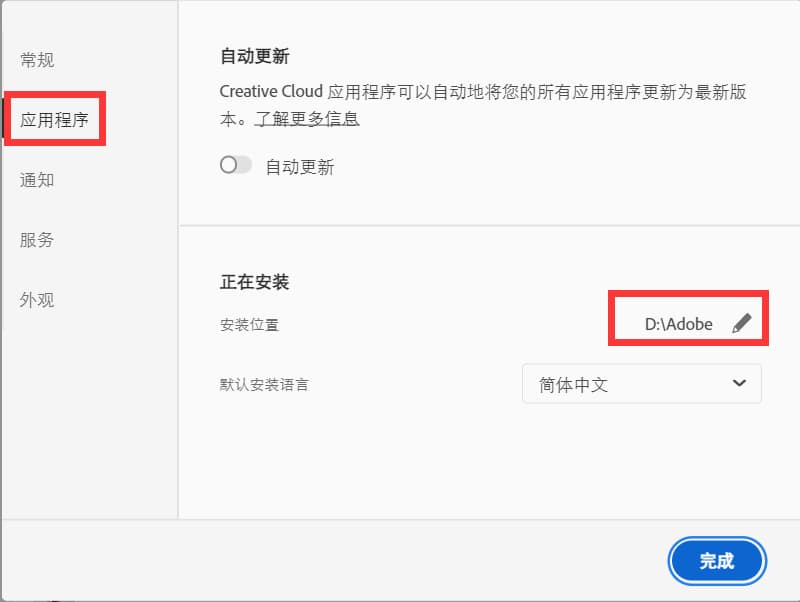 常规
应用程序
通知
服务
外观
自动更新
Creative Cloud 应用程序可以自动地将您的所有应用程序更新为最新版
本。了解更多信息
自动更新
正在安装
安装位置
D:\Adobe
默认安装语言
简体中文
完成